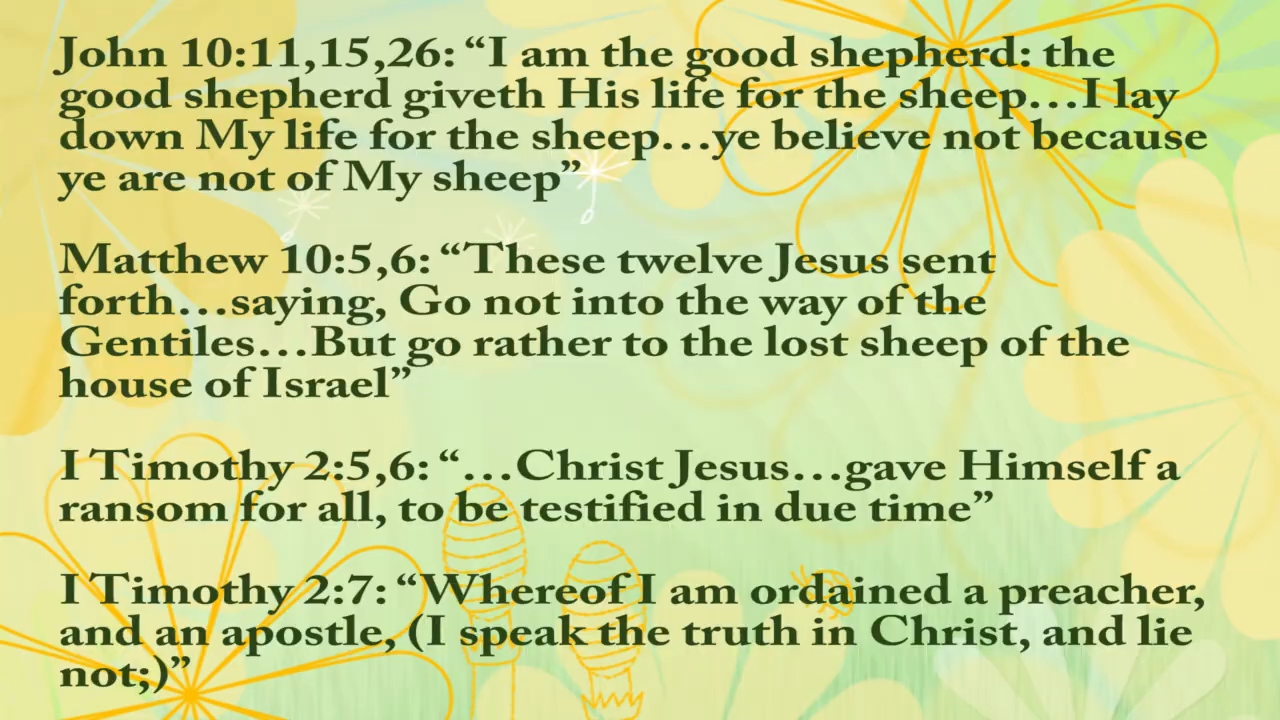 John 10:11,15,26: “I am the good shepherd: the
good shepherd giveth His life for the sheep…I lay
down My life for the sheep…ye believe not because
ye are not of My sheep”
Matthew 10:5,6: “These twelve Jesus sent
forth…saying, Go not into the way of the
Gentiles…But go rather to the lost sheep of the
house of Israel”
I Timothy 2:5,6: “…Christ Jesus…gave Himself a
ransom for all, to be testified in due time”
I Timothy 2:7: “Whereof I am ordained a preacher,
and an apostle, (I speak the truth in Christ, and lie
not;)”